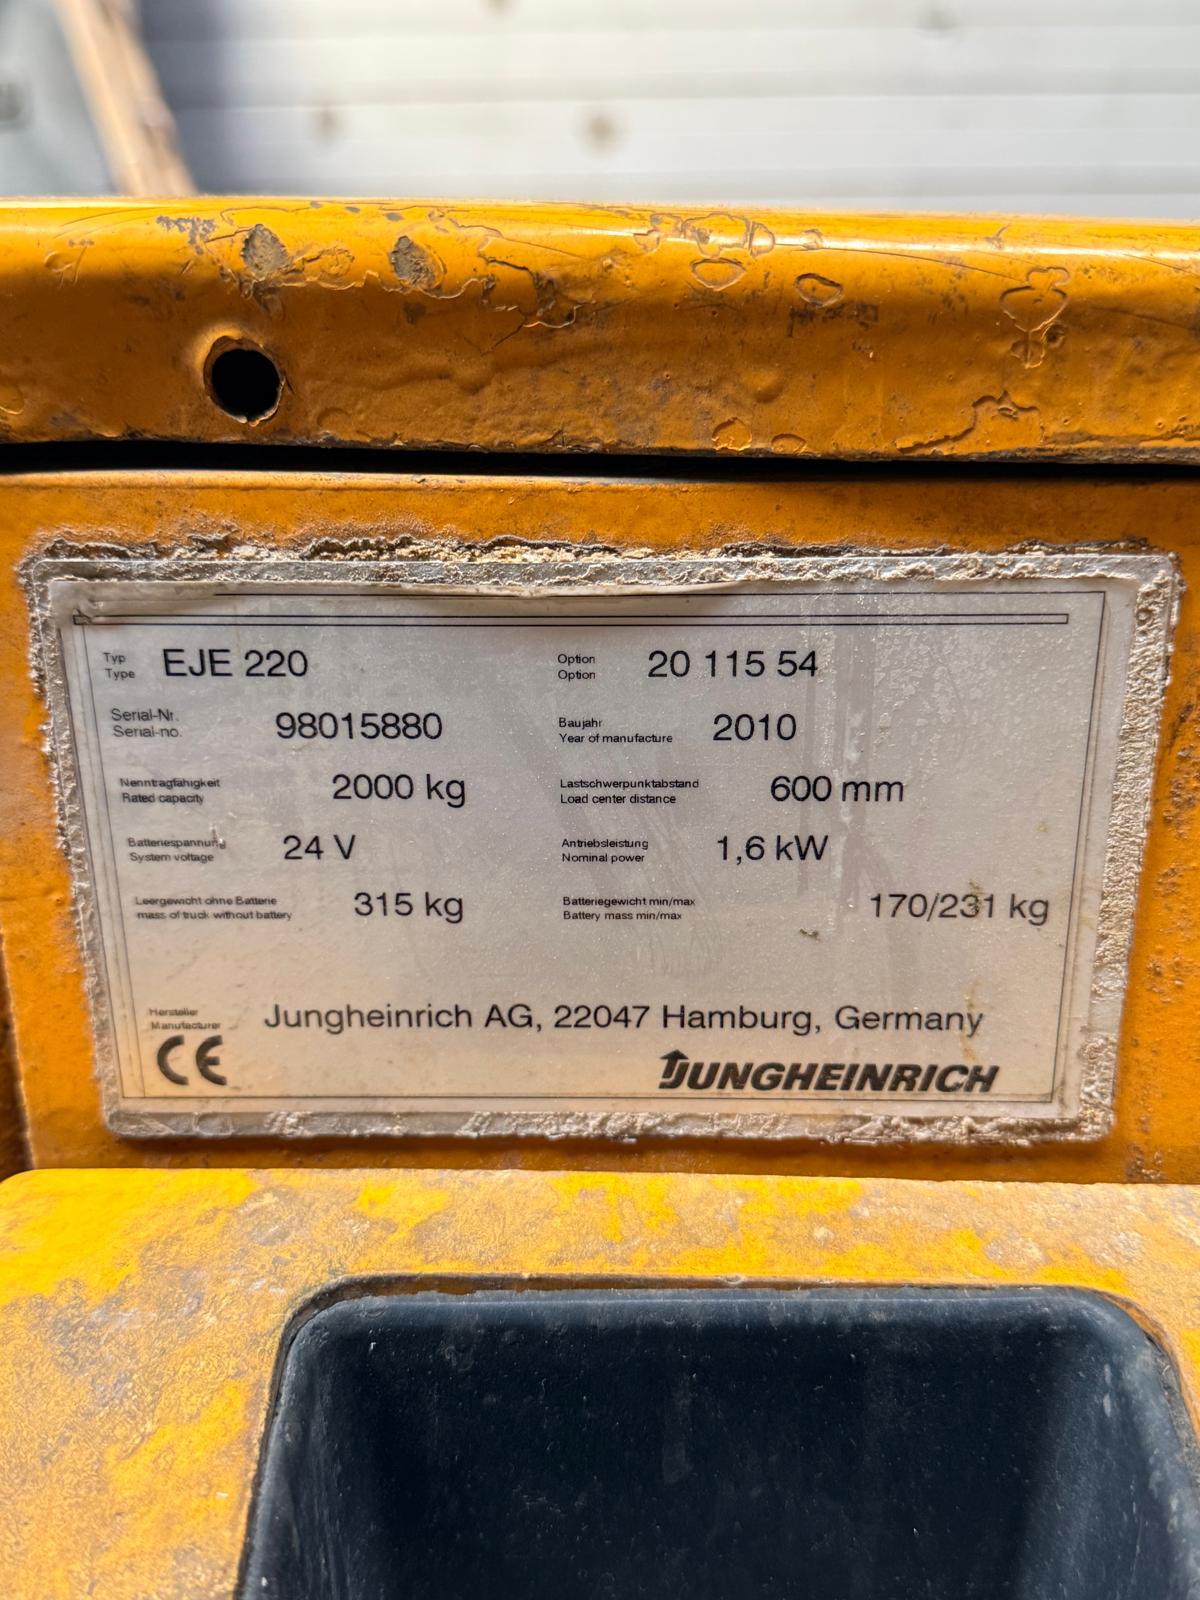 Typ
Type EJE 220 Option
Option 20 115 54
Serial-Nr.
Serial-no. 98015880 Baujahr
Year of manufacture 2010
Nenntragfähigkeit
Rated capacity 2000 kg Lastschwerpunktabstand
Load center distance 600 mm
Batteriespannung
System voltage 24 V Antriebsleistung
Nominal power 1,6 kW
Leergewicht ohne Batterie
mass of truck without battery 315 kg Batteriegewicht min/max
Battery mass min/max 170/231 kg
Hersteller
Manufacturer Jungheinrich AG, 22047 Hamburg, Germany
CE JUNGHEINRICH